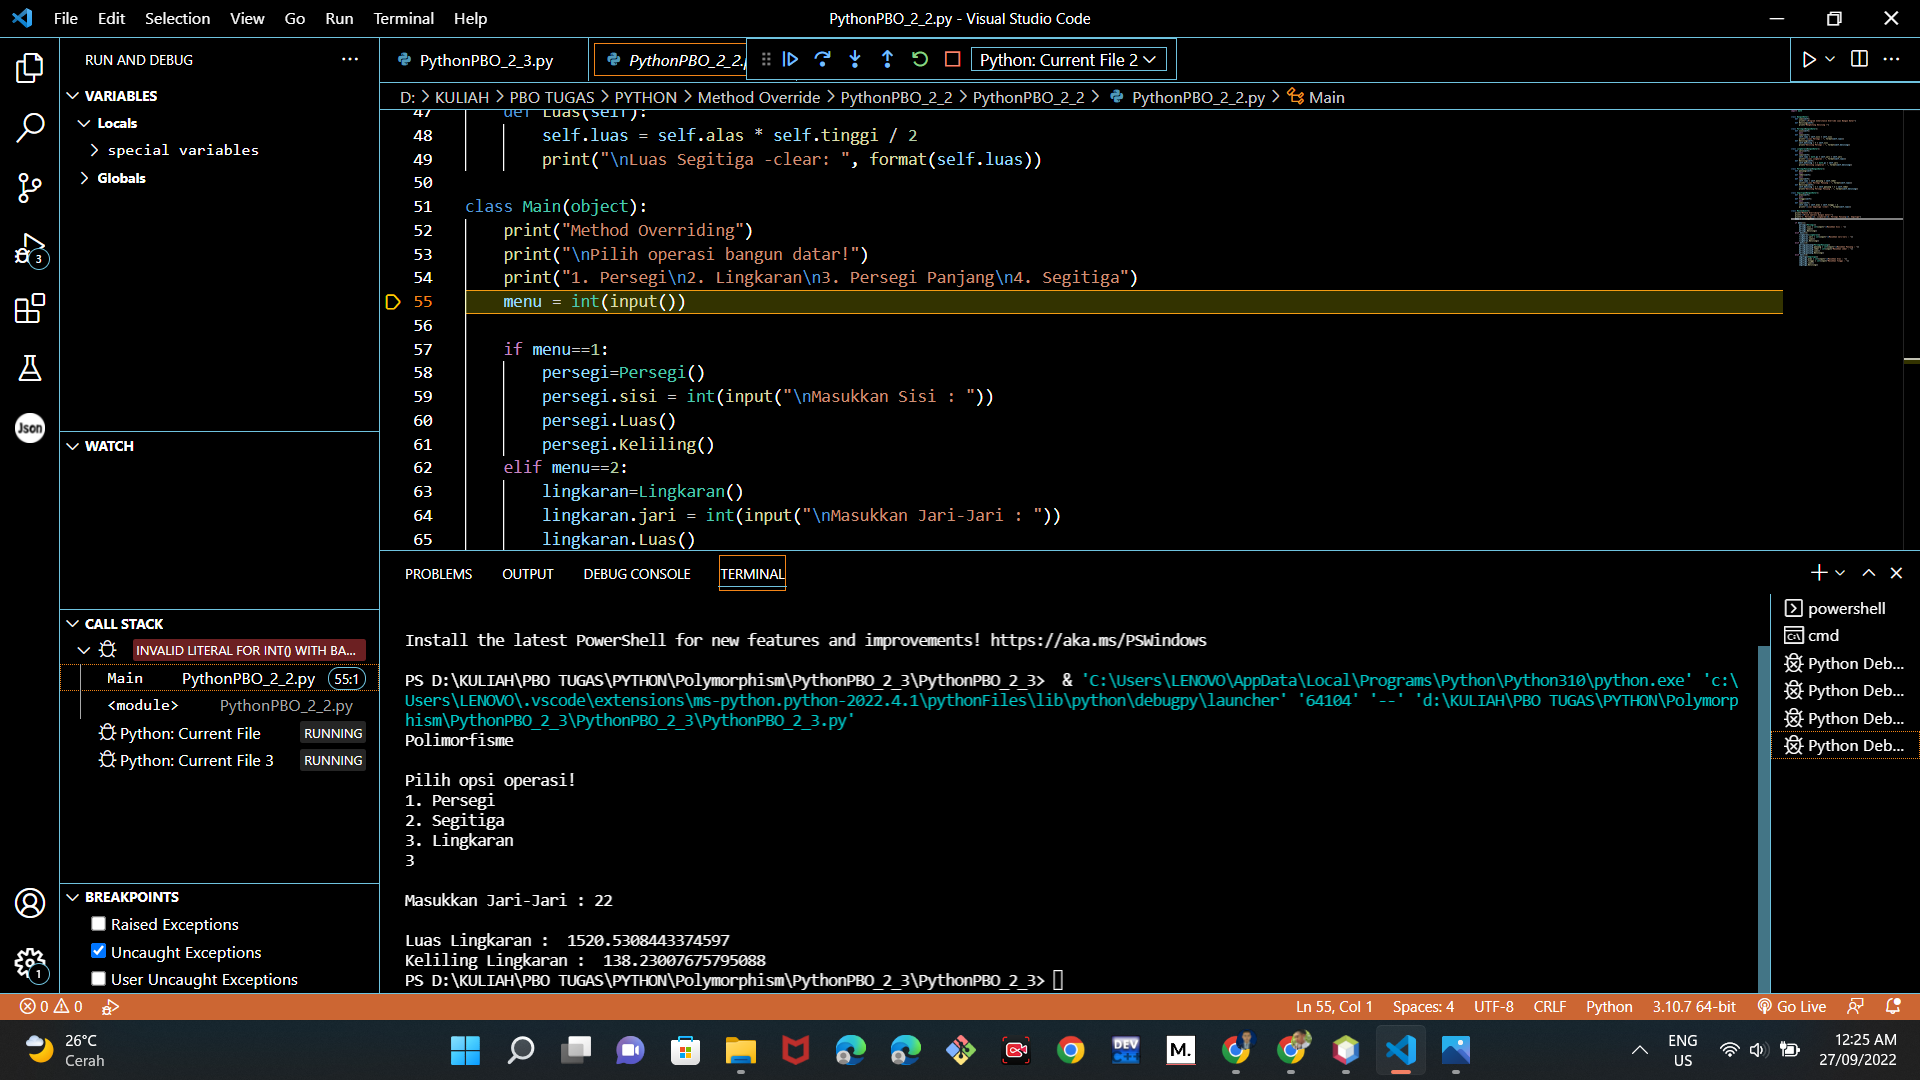 File Edit Selection View Go Run Terminal Help
PythonPBO_2_2.py - Visual Studio Code
RUN AND DEBUG
PythonPBO_2_3.py
PythonPBO_2_2.
Python: Current File 2
VARIABLES
Locals
special variables
Globals
D: > KULIAH > PBO TUGAS > PYTHON > Method Override > PythonPBO_2_2 > PythonPBO_2_2 > PythonPBO_2_2.py > Main
47 def Luas(self):
48 self.luas = self.alas * self.tinggi / 2
49 print("\nLuas Segitiga -clear: ", format(self.luas))
50
51 class Main(object):
52 print("Method Overriding")
53 print("\nPilih operasi bangun datar!")
54 print("1. Persegi\n2. Lingkaran\n3. Persegi Panjang\n4. Segitiga")
55 menu = int(input())
56
57 if menu==1:
58 persegi=Persegi()
59 persegi.sisi = int(input("\nMasukkan Sisi : "))
60 persegi.Luas()
61 persegi.Keliling()
62 elif menu==2:
63 lingkaran=Lingkaran()
64 lingkaran.jari = int(input("\nMasukkan Jari-Jari : "))
65 lingkaran.Luas()
3
Json
WATCH
CALL STACK
INVALID LITERAL FOR INT() WITH BA...
Main PythonPBO_2_2.py 55:1
<module> PythonPBO_2_2.py
Python: Current File RUNNING
Python: Current File 3 RUNNING
BREAKPOINTS
Raised Exceptions
Uncaught Exceptions
User Uncaught Exceptions
1
PROBLEMS OUTPUT DEBUG CONSOLE TERMINAL
Install the latest PowerShell for new features and improvements! https://aka.ms/PSWindows
PS D:\KULIAH\PBO TUGAS\PYTHON\Polymorphism\PythonPBO_2_3\PythonPBO_2_3> & 'C:\Users\LENOVO\AppData\Local\Programs\Python\Python310\python.exe' 'c:\
Users\LENOVO\.vscode\extensions\ms-python.python-2022.4.1\pythonFiles\lib\python\debugpy\launcher' '64104' '--' 'd:\KULIAH\PBO TUGAS\PYTHON\Polymorp
hism\PythonPBO_2_3\PythonPBO_2_3\PythonPBO_2_3.py'
Polimorfisme
Pilih opsi operasi!
1. Persegi
2. Segitiga
3. Lingkaran
3
Masukkan Jari-Jari : 22
Luas Lingkaran :  1520.5308443374597
Keliling Lingkaran :  138.23007675795088
PS D:\KULIAH\PBO TUGAS\PYTHON\Polymorphism\PythonPBO_2_3\PythonPBO_2_3>
powershell
cmd
Python Deb...
Python Deb...
Python Deb...
Python Deb...
0 0
Ln 55, Col 1 Spaces: 4 UTF-8 CRLF Python 3.10.7 64-bit Go Live
26°C
Cerah
DEV
C++
M.
ENG
US
12:25 AM
27/09/2022